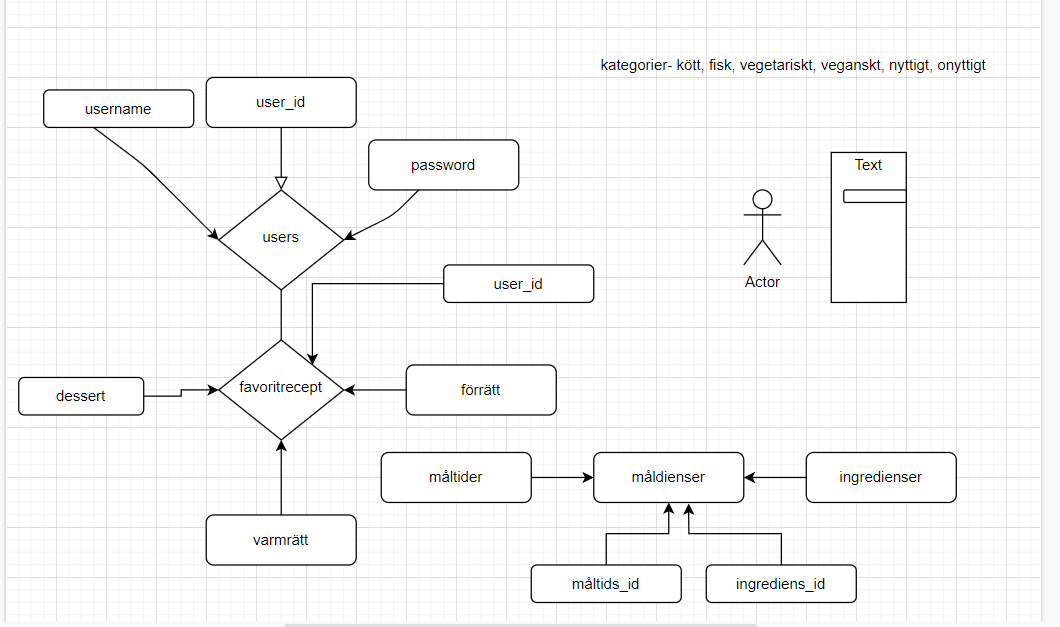 kategorier- kött, fisk, vegetariskt, veganskt, nyttigt, onyttigt
username
user_id
password
Text
users
Actor
user_id
favoritrecept
dessert
förrätt
måltider
måldienser
ingredienser
varmrätt
måltids_id
ingrediens_id